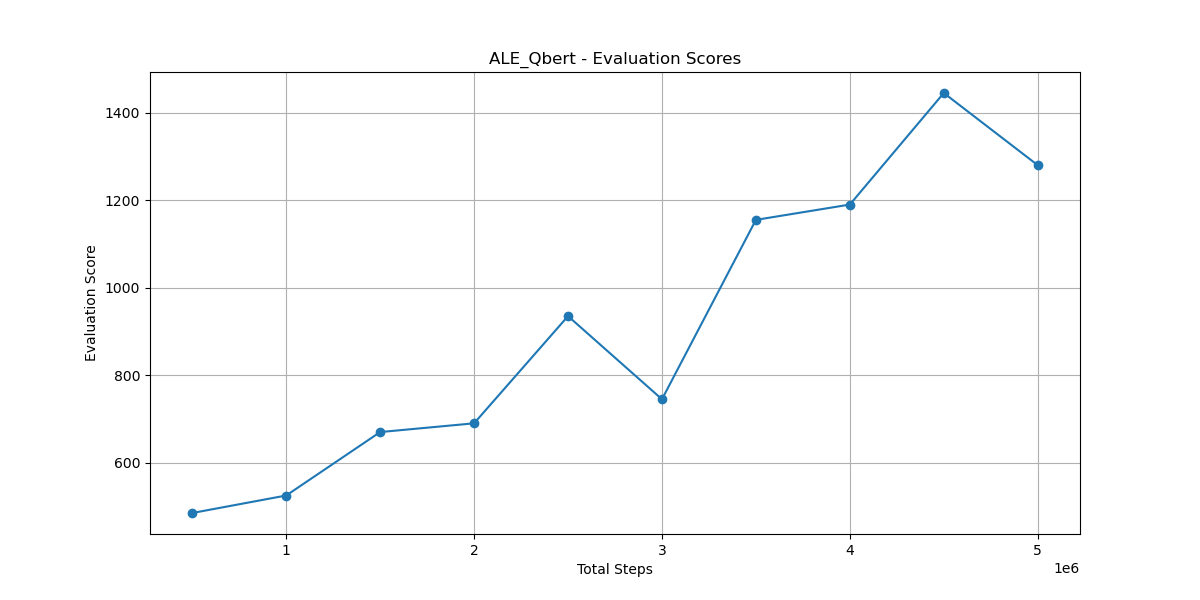 ALE_Qbert - Evaluation Scores
1400
1200
1000
800
600
Evaluation Score
1 2 3 4 5
1e6
Total Steps